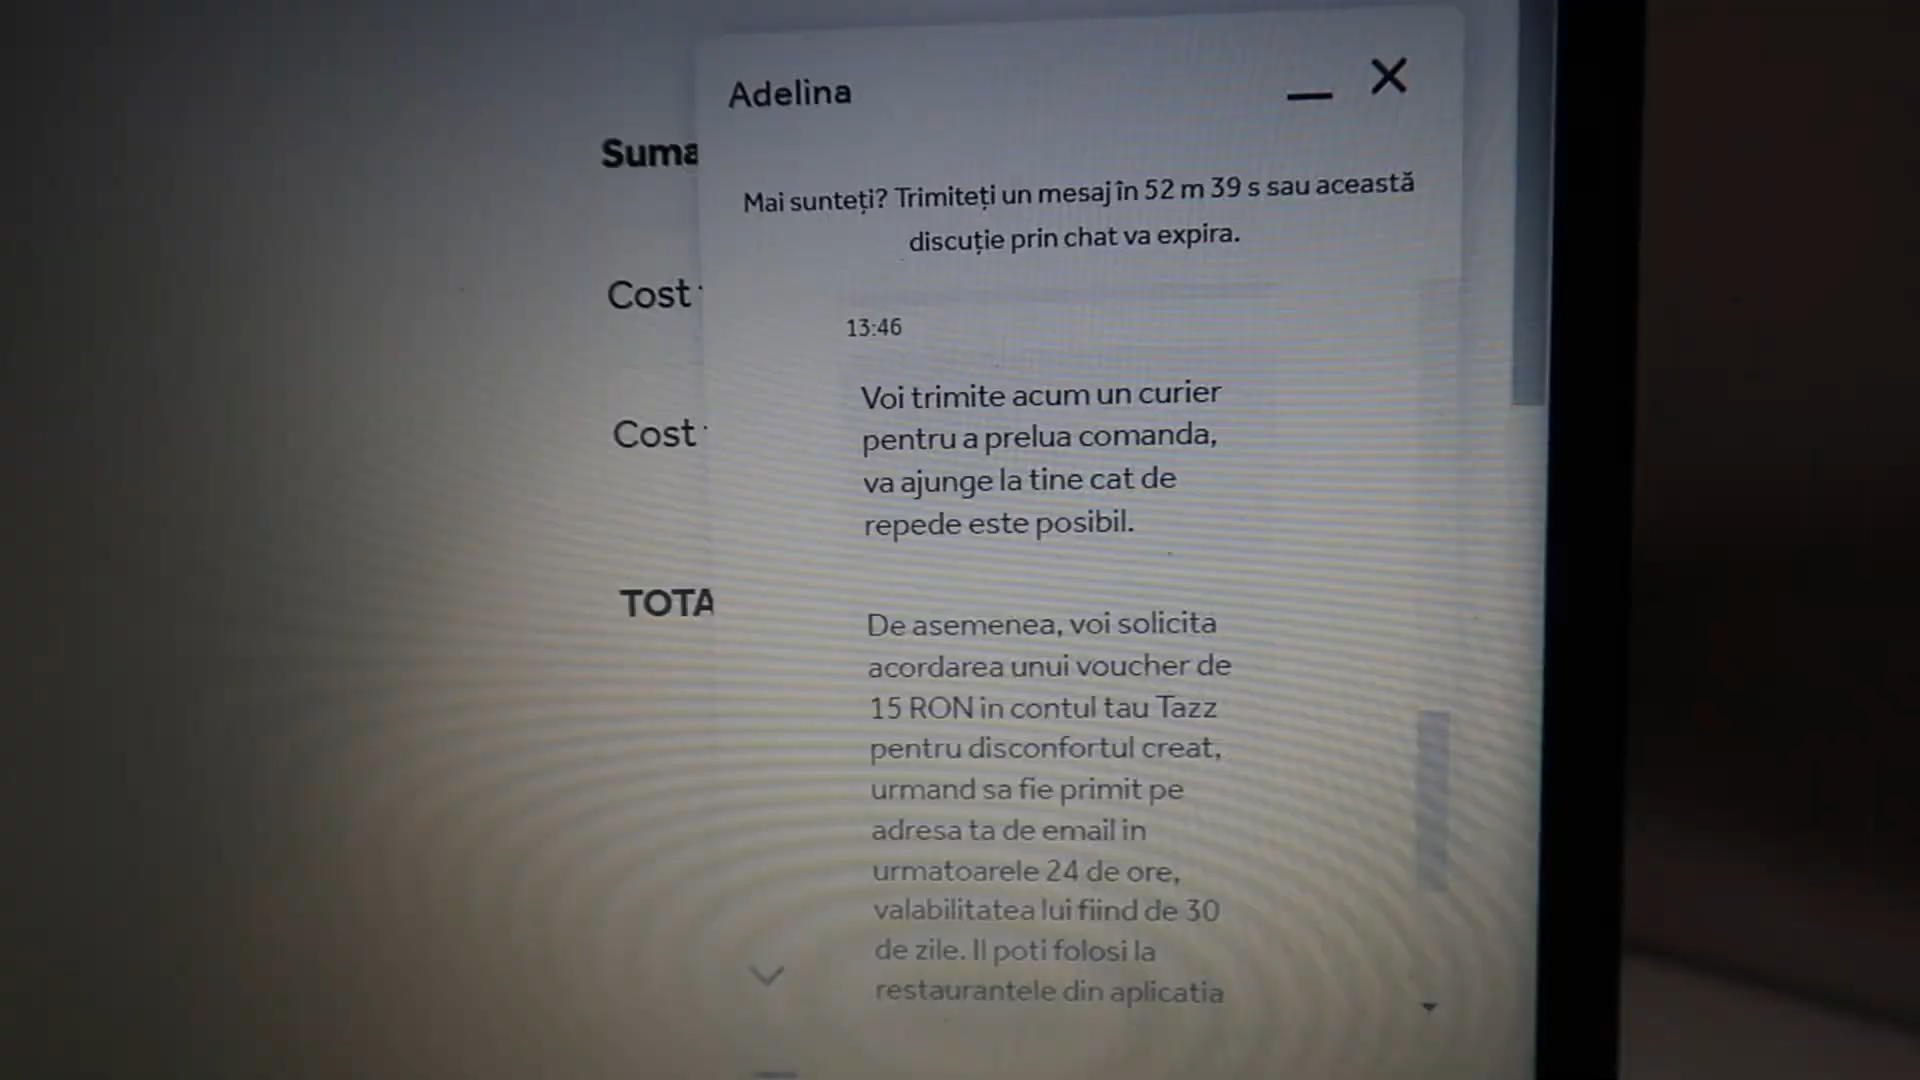 Adelina
Suma
Mai sunteți? Trimiteți un mesaj în 52 m 39 s sau această
discuție prin chat va expira.
Cost
13:46
Voi trimite acum un curier
pentru a prelua comanda,
va ajunge la tine cat de
repede este posibil.
Cost
TOTA
De asemenea, voi solicita
acordarea unui voucher de
15 RON in contul tau Tazz
pentru disconfortul creat,
urmand sa fie primit pe
adresa ta de email in
urmatoarele 24 de ore,
valabilitatea lui fiind de 30
de zile. Il poti folosi la
restaurantele din aplicatia